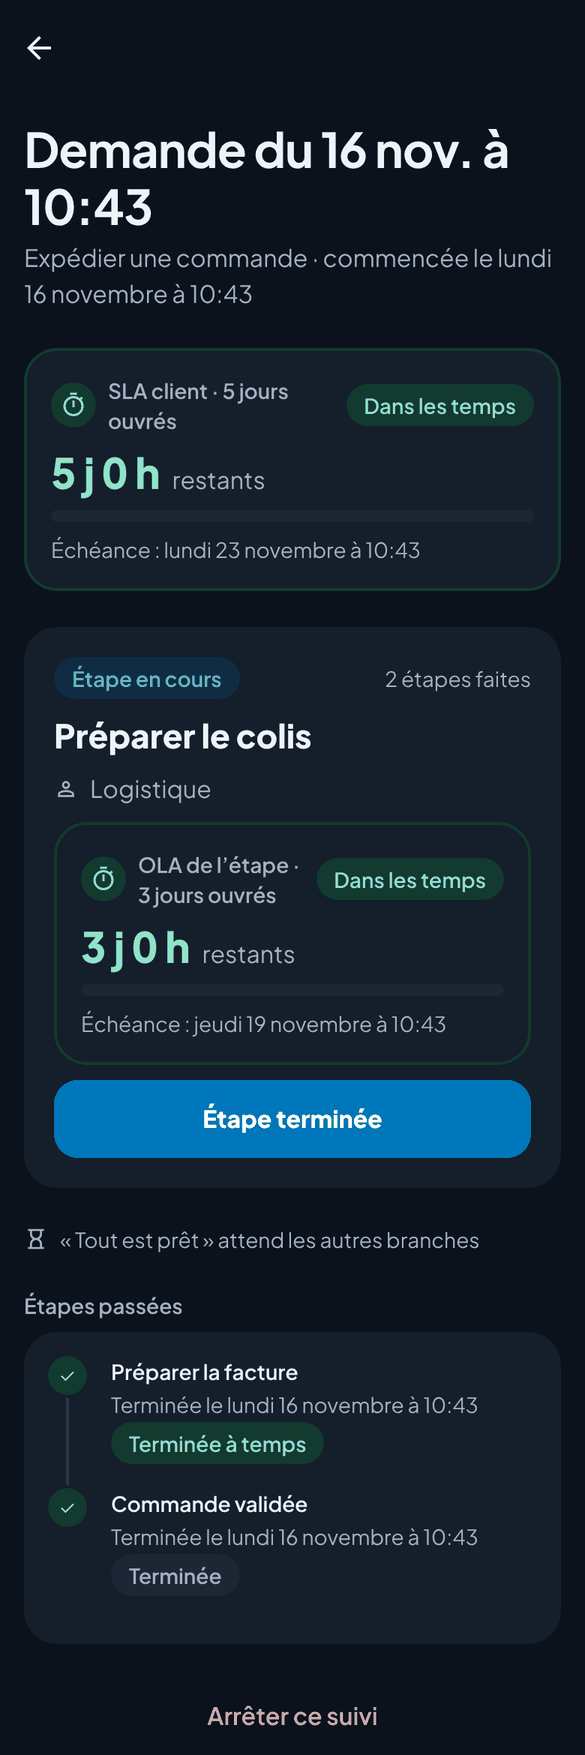 Demande du 16 nov. à
10:43
Expédier une commande · commencée le lundi
16 novembre à 10:43
SLA client · 5 jours
ouvrés
Dans les temps
5 j 0 h restants
Échéance : lundi 23 novembre à 10:43
Étape en cours
2 étapes faites
Préparer le colis
Logistique
OLA de l’étape ·
3 jours ouvrés
Dans les temps
3 j 0 h restants
Échéance : jeudi 19 novembre à 10:43
Étape terminée
« Tout est prêt » attend les autres branches
Étapes passées
Préparer la facture
Terminée le lundi 16 novembre à 10:43
Terminée à temps
Commande validée
Terminée le lundi 16 novembre à 10:43
Terminée
Arrêter ce suivi